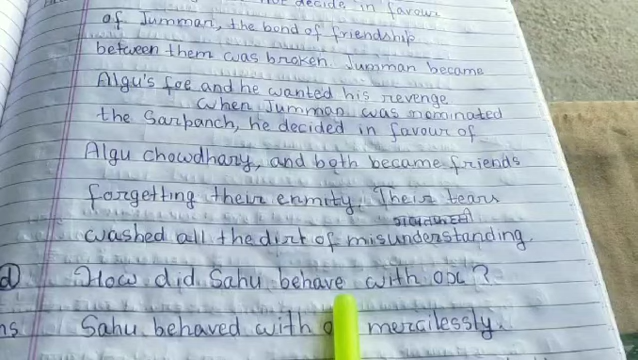 decide in favour
of Jumman, the bond of friendship
between them was broken. Jumman became
Algu's foe and he wanted his revenge
When Jumman was nominated
the Sarpanch, he decided in favour of
Algu chowdhary, and both became friends
forgetting their enmity. Their tears
गलतफहमी
washed all the dirt of misunderstanding.
d How did Sahu behave with ox?
ns Sahu behaved with o mercilessly.